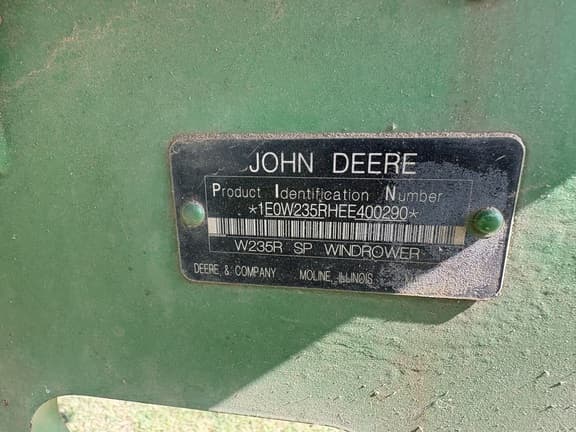 JOHN DEERE
Product Identification Number
*1E0W235RHEE400290*
W235R SP WINDROWER
DEERE & COMPANY MOLINE, ILLINOIS